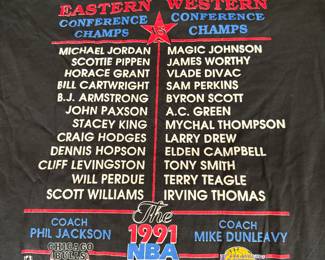 EASTERN WESTERN
CONFERENCE CONFERENCE
CHAMPS VS CHAMPS
MICHAEL JORDAN MAGIC JOHNSON
SCOTTIE PIPPEN JAMES WORTHY
HORACE GRANT VLADE DIVAC
BILL CARTWRIGHT SAM PERKINS
B.J. ARMSTRONG BYRON SCOTT
JOHN PAXSON A.C. GREEN
STACEY KING MYCHAL THOMPSON
CRAIG HODGES LARRY DREW
DENNIS HOPSON ELDEN CAMPBELL
CLIFF LEVINGSTON TONY SMITH
WILL PERDUE TERRY TEAGLE
SCOTT WILLIAMS IRVING THOMAS
The
COACH 1991 COACH
PHIL JACKSON MIKE DUNLEAVY
CHICAGO NBA
BULLS